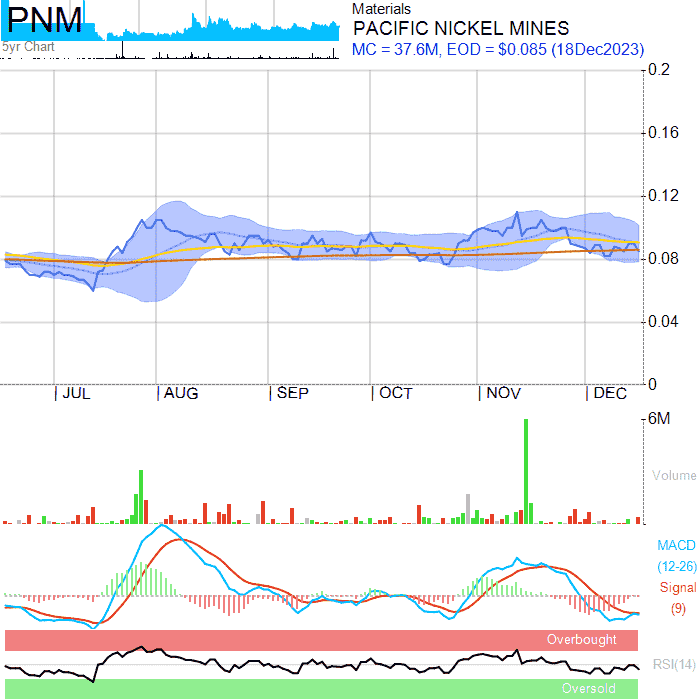 PNM
5yr Chart
Materials
PACIFIC NICKEL MINES
MC = 37.6M, EOD = $0.085 (18Dec2023)
0.2
0.16
0.12
0.08
0.04
0
JUL AUG SEP OCT NOV DEC
6M
Volume
MACD
(12-26)
Signal
(9)
Overbought
RSI(14)
Oversold